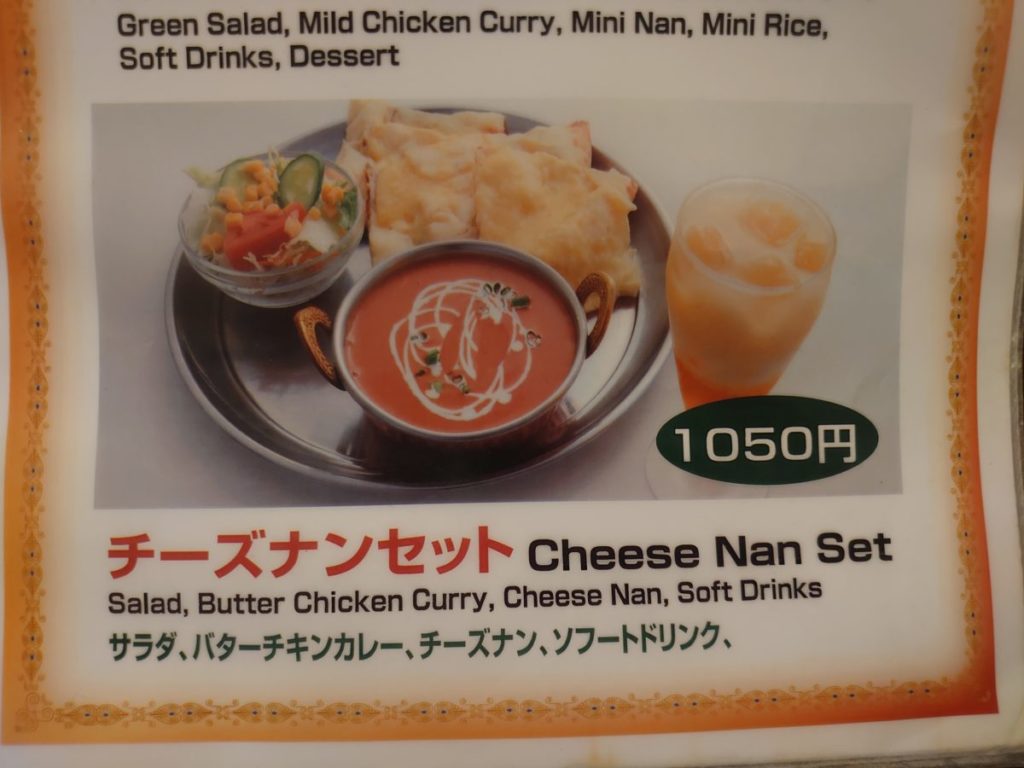 Green Salad, Mild Chicken Curry, Mini Nan, Mini Rice,
Soft Drinks, Dessert
1050円
チーズナンセット Cheese Nan Set
Salad, Butter Chicken Curry, Cheese Nan, Soft Drinks
サラダ、バターチキンカレー、チーズナン、ソフートドリンク、